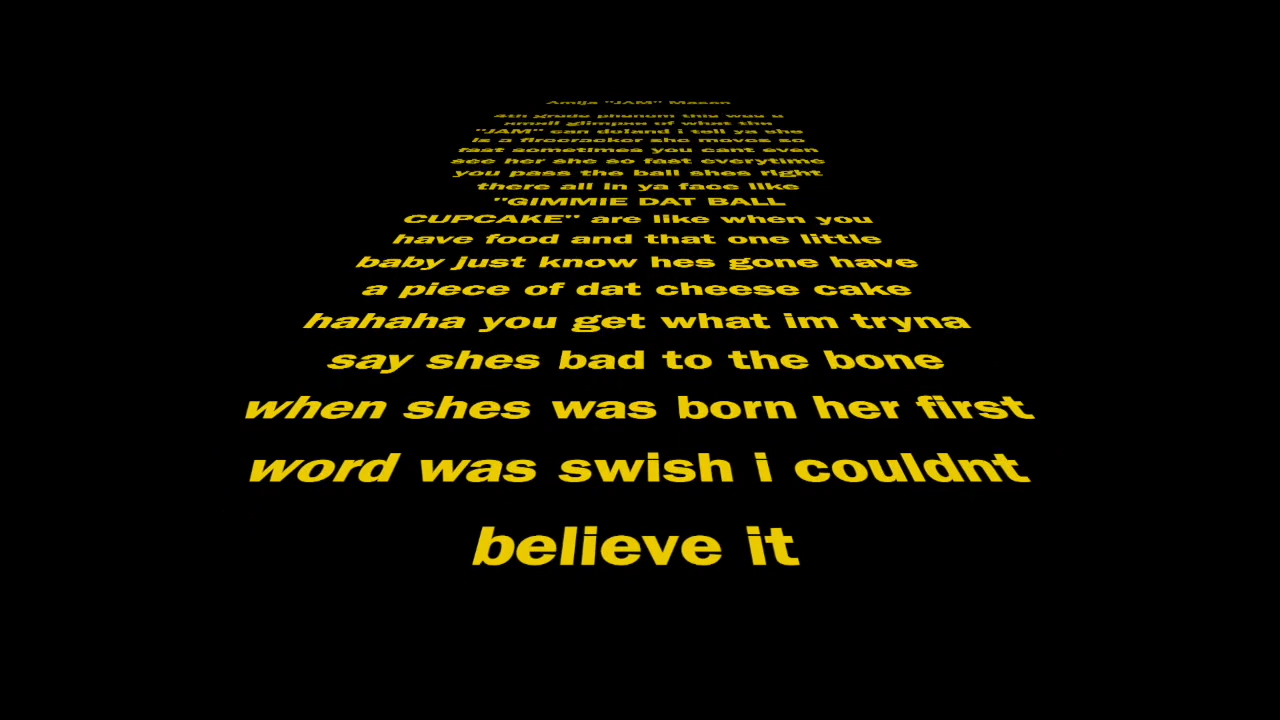 "JAM" Mason
4th grade phenom this was a
small glimpse of what the
"JAM" can doiand i tell ya she
is a firecracker she moves so
fast sometimes you cant even
see her she so fast everytime
you pass the ball shes right
there all in ya face like
"GIMMIE DAT BALL
CUPCAKE" are like when you
have food and that one little
baby just know hes gone have
a piece of dat cheese cake
hahaha you get what im tryna
say shes bad to the bone
when shes was born her first
word was swish i couldnt
believe it